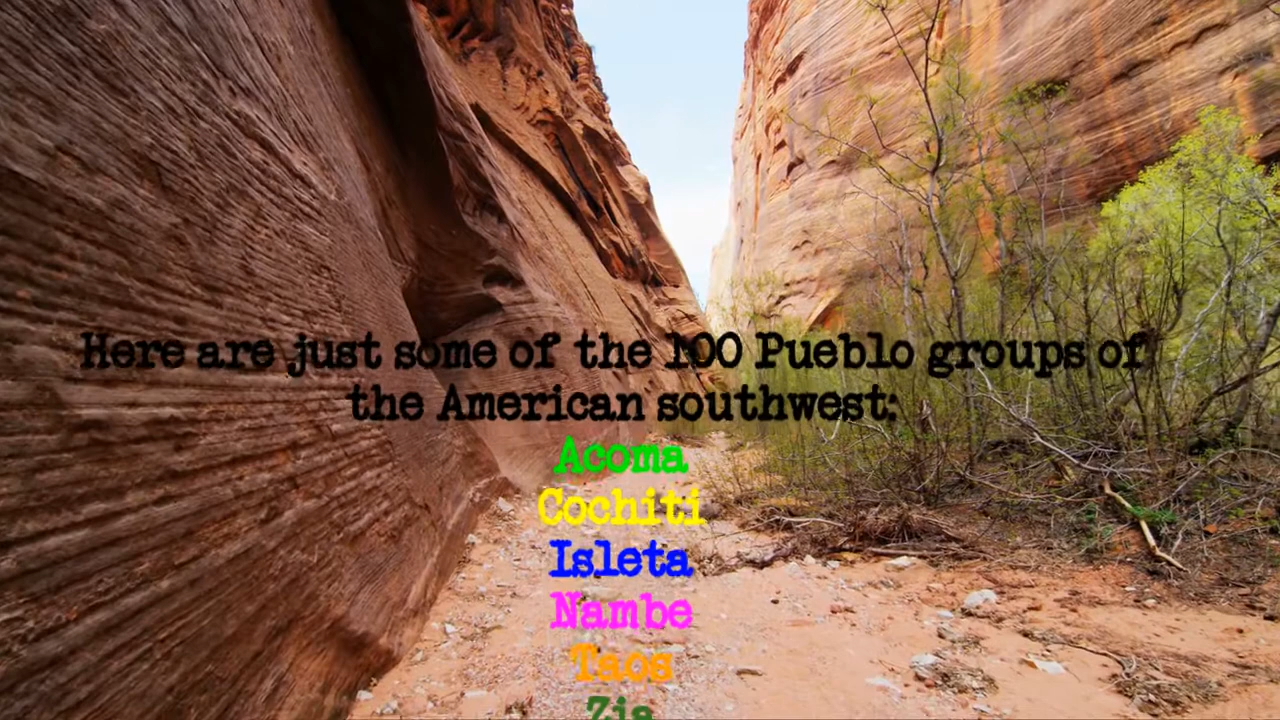 Here are just some of the 100 Pueblo groups of
the American southwest:
Acoma
Cochiti
Isleta
Nambe
Taos
Zia